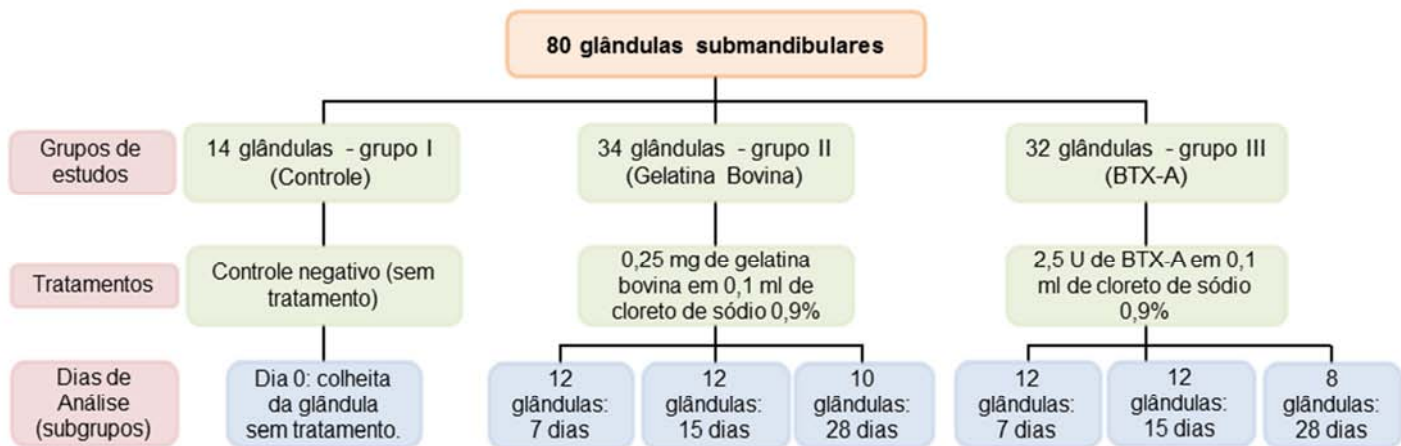 80 glândulas submandibulares
Grupos de
estudos
14 glândulas - grupo I
(Controle)
34 glândulas - grupo II
(Gelatina Bovina)
32 glândulas - grupo III
(BTX-A)
Tratamentos
Controle negativo (sem
tratamento)
0,25 mg de gelatina
bovina em 0,1 ml de
cloreto de sódio 0,9%
2,5 U de BTX-A em 0,1
ml de cloreto de sódio
0,9%
Dias de
Análise
(subgrupos)
Dia 0: colheita
da glândula
sem tratamento.
12
glândulas:
7 dias
12
glândulas:
15 dias
10
glândulas:
28 dias
12
glândulas:
7 dias
12
glândulas:
15 dias
8
glândulas:
28 dias